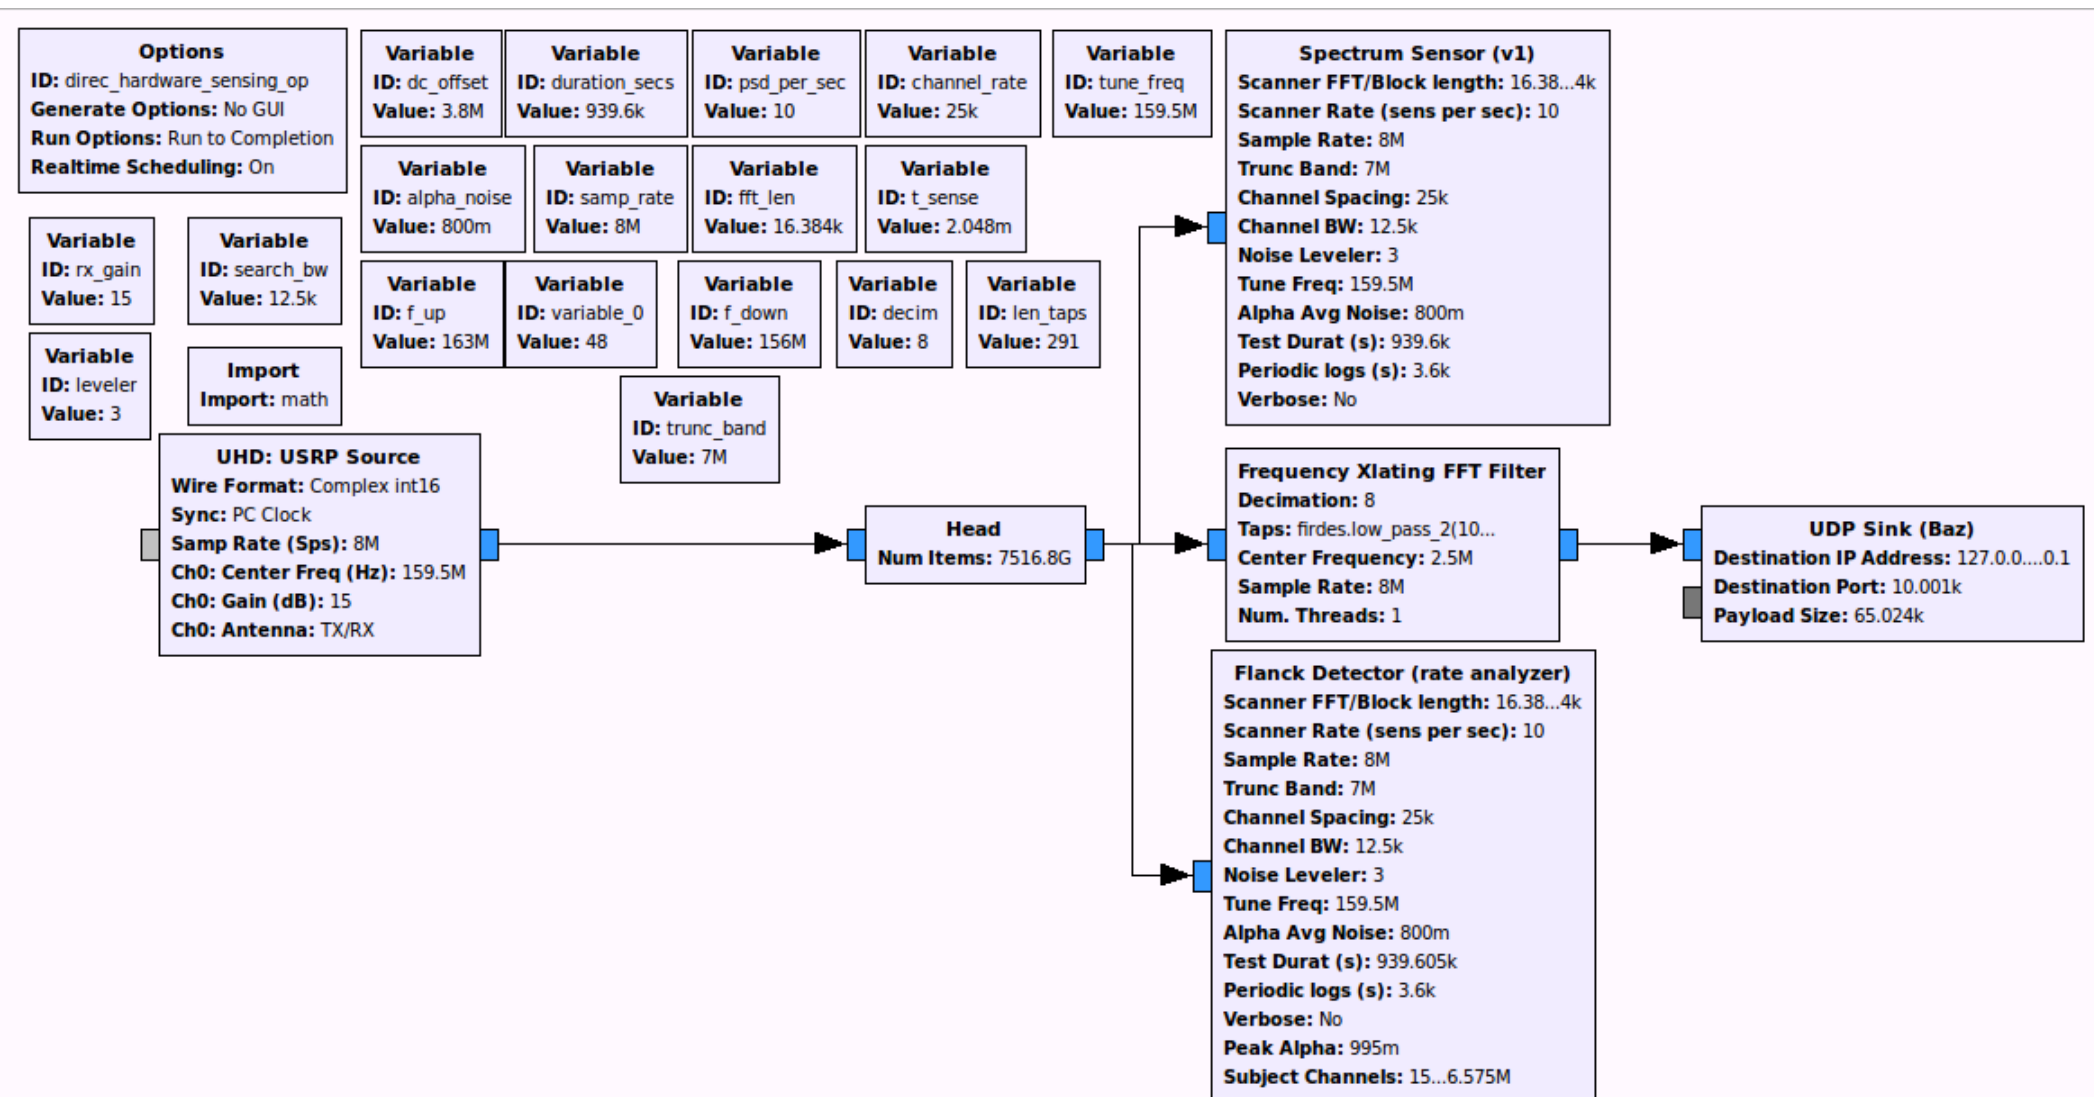 Options
ID: direc_hardware_sensing_op
Generate Options: No GUI
Run Options: Run to Completion
Realtime Scheduling: On
Variable
ID: dc_offset
Value: 3.8M
Variable
ID: duration_secs
Value: 939.6k
Variable
ID: psd_per_sec
Value: 10
Variable
ID: channel_rate
Value: 25k
Variable
ID: tune_freq
Value: 159.5M
Variable
ID: alpha_noise
Value: 800m
Variable
ID: samp_rate
Value: 8M
Variable
ID: fft_len
Value: 16.384k
Variable
ID: t_sense
Value: 2.048m
Variable
ID: rx_gain
Value: 15
Variable
ID: search_bw
Value: 12.5k
Variable
ID: f_up
Value: 163M
Variable
ID: variable_0
Value: 48
Variable
ID: f_down
Value: 156M
Variable
ID: decim
Value: 8
Variable
ID: len_taps
Value: 291
Variable
ID: leveler
Value: 3
Import
Import: math
Variable
ID: trunc_band
Value: 7M
UHD: USRP Source
Wire Format: Complex int16
Sync: PC Clock
Samp Rate (Sps): 8M
Ch0: Center Freq (Hz): 159.5M
Ch0: Gain (dB): 15
Ch0: Antenna: TX/RX
Head
Num Items: 7516.8G
Spectrum Sensor (v1)
Scanner FFT/Block length: 16.38...4k
Scanner Rate (sens per sec): 10
Sample Rate: 8M
Trunc Band: 7M
Channel Spacing: 25k
Channel BW: 12.5k
Noise Leveler: 3
Tune Freq: 159.5M
Alpha Avg Noise: 800m
Test Durat (s): 939.6k
Periodic logs (s): 3.6k
Verbose: No
Frequency Xlating FFT Filter
Decimation: 8
Taps: firdes.low_pass_2(10...
Center Frequency: 2.5M
Sample Rate: 8M
Num. Threads: 1
UDP Sink (Baz)
Destination IP Address: 127.0.0....0.1
Destination Port: 10.001k
Payload Size: 65.024k
Flanck Detector (rate analyzer)
Scanner FFT/Block length: 16.38...4k
Scanner Rate (sens per sec): 10
Sample Rate: 8M
Trunc Band: 7M
Channel Spacing: 25k
Channel BW: 12.5k
Noise Leveler: 3
Tune Freq: 159.5M
Alpha Avg Noise: 800m
Test Durat (s): 939.605k
Periodic logs (s): 3.6k
Verbose: No
Peak Alpha: 995m
Subject Channels: 15...6.575M